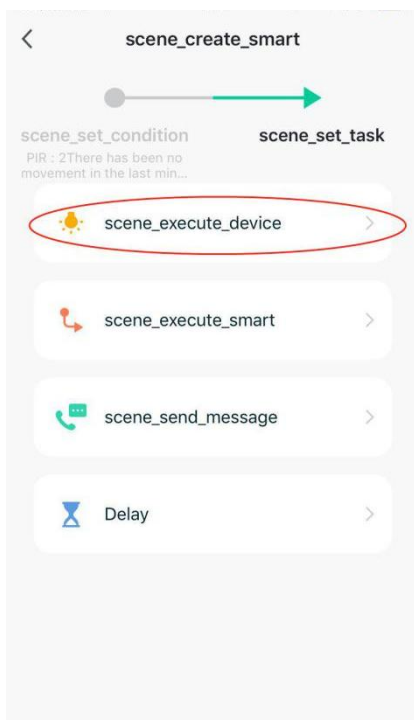 scene_create_smart
scene_set_condition
scene_set_task
PIR : 2There has been no
movement in the last min...
scene_execute_device
scene_execute_smart
scene_send_message
Delay